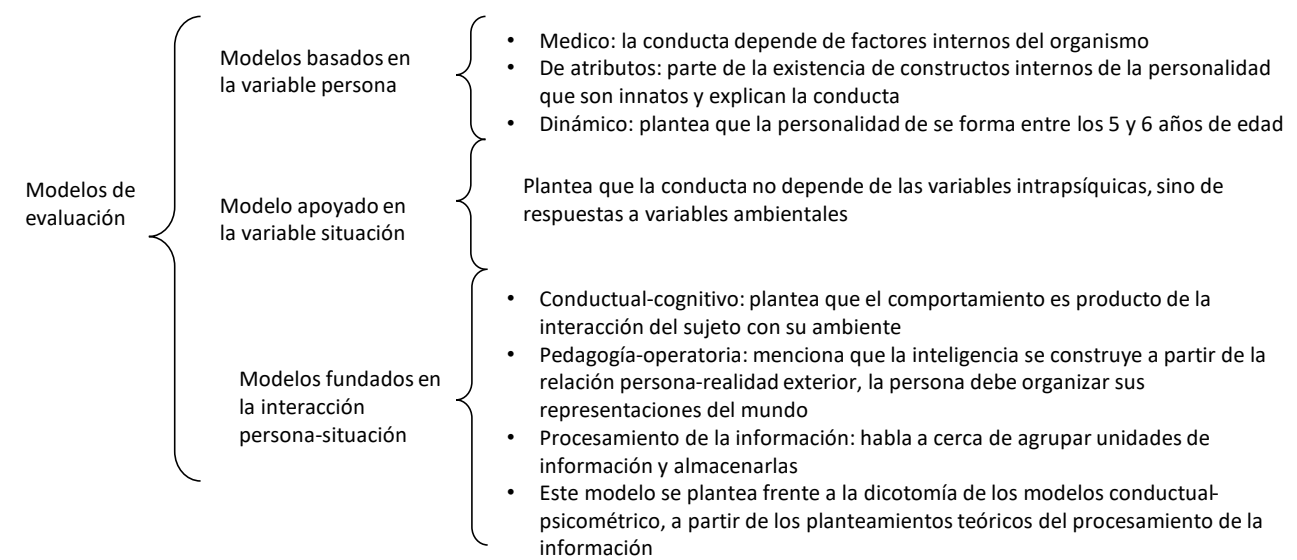 Modelos de
evaluación
Modelos basados en
la variable persona
• Medico: la conducta depende de factores internos del organismo
• De atributos: parte de la existencia de constructos internos de la personalidad
que son innatos y explican la conducta
• Dinámico: plantea que la personalidad de se forma entre los 5 y 6 años de edad
Modelo apoyado en
la variable situación
Plantea que la conducta no depende de las variables intrapsíquicas, sino de
respuestas a variables ambientales
Modelos fundados en
la interacción
persona-situación
• Conductual-cognitivo: plantea que el comportamiento es producto de la
interacción del sujeto con su ambiente
• Pedagogía-operatoria: menciona que la inteligencia se construye a partir de la
relación persona-realidad exterior, la persona debe organizar sus
representaciones del mundo
• Procesamiento de la información: habla a cerca de agrupar unidades de
información y almacenarlas
• Este modelo se plantea frente a la dicotomía de los modelos conductual-
psicométrico, a partir de los planteamientos teóricos del procesamiento de la
información